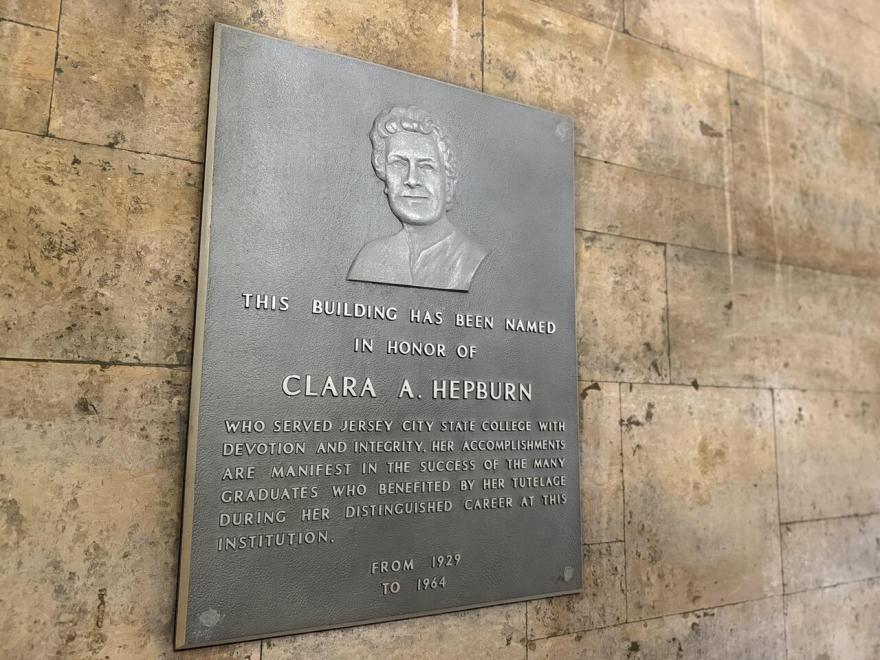 THIS BUILDING HAS BEEN NAMED
IN HONOR OF
CLARA A. HEPBURN
WHO SERVED JERSEY CITY STATE COLLEGE WITH
DEVOTION AND INTEGRITY, HER ACCOMPLISHMENTS
ARE MANIFEST IN THE SUCCESS OF THE MANY
GRADUATES WHO BENEFITED BY HER TUTELAGE
DURING HER DISTINGUISHED CAREER AT THIS
INSTITUTION.
FROM 1929
TO 1964